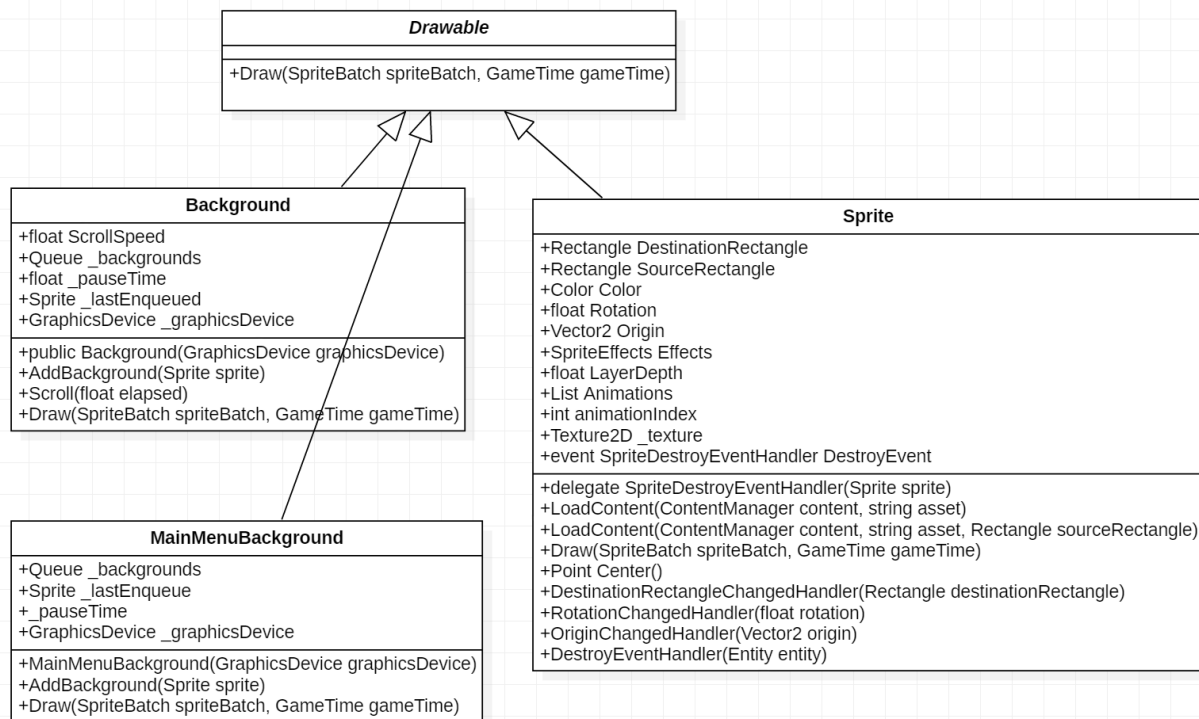 Drawable
+Draw(SpriteBatch spriteBatch, GameTime gameTime)
Background
+float ScrollSpeed
+Queue _backgrounds
+float _pauseTime
+Sprite _lastEnqueued
+GraphicsDevice _graphicsDevice
+public Background(GraphicsDevice graphicsDevice)
+AddBackground(Sprite sprite)
+Scroll(float elapsed)
+Draw(SpriteBatch spriteBatch, GameTime gameTime)
Sprite
+Rectangle DestinationRectangle
+Rectangle SourceRectangle
+Color Color
+float Rotation
+Vector2 Origin
+SpriteEffects Effects
+float LayerDepth
+List Animations
+int animationIndex
+Texture2D _texture
+event SpriteDestroyEventHandler DestroyEvent
+delegate SpriteDestroyEventHandler(Sprite sprite)
+LoadContent(ContentManager content, string asset)
+LoadContent(ContentManager content, string asset, Rectangle sourceRectangle)
+Draw(SpriteBatch spriteBatch, GameTime gameTime)
+Point Center()
+DestinationRectangleChangedHandler(Rectangle destinationRectangle)
+RotationChangedHandler(float rotation)
+OriginChangedHandler(Vector2 origin)
+DestroyEventHandler(Entity entity)
MainMenuBackground
+Queue _backgrounds
+Sprite _lastEnqueue
+_pauseTime
+GraphicsDevice _graphicsDevice
+MainMenuBackground(GraphicsDevice graphicsDevice)
+AddBackground(Sprite sprite)
+Draw(SpriteBatch spriteBatch, GameTime gameTime)